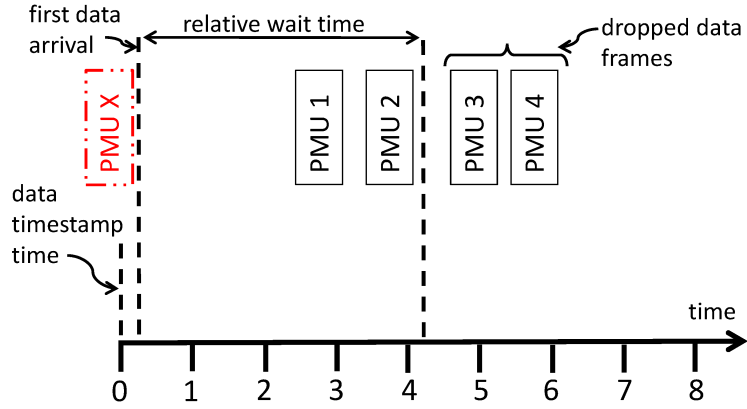 first data
arrival
relative wait time
dropped data
frames
PMU X
PMU 1
PMU 2
PMU 3
PMU 4
data
timestamp
time
time
0 1 2 3 4 5 6 7 8